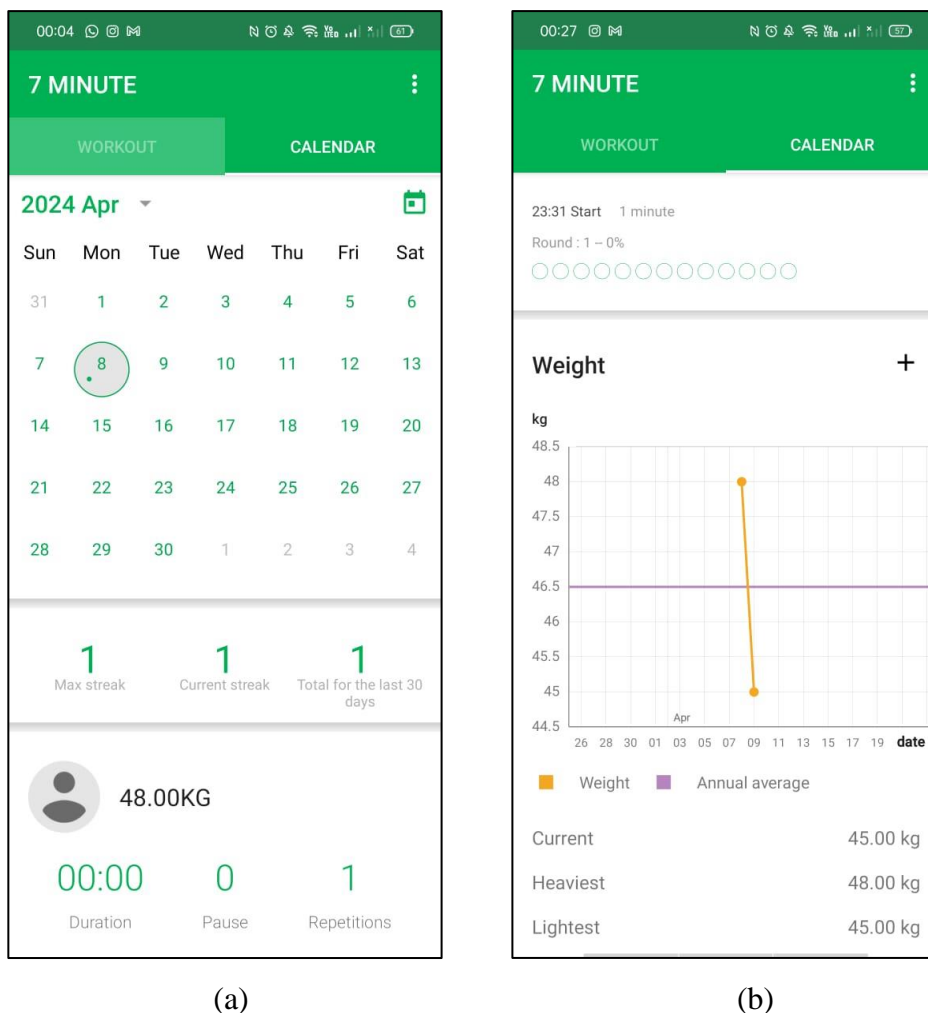 00:04 61
7 MINUTE
WORKOUT CALENDAR
2024 Apr
Sun Mon Tue Wed Thu Fri Sat
31 1 2 3 4 5 6
7 8 9 10 11 12 13
14 15 16 17 18 19 20
21 22 23 24 25 26 27
28 29 30 1 2 3 4
1 1 1
Max streak Current streak Total for the last 30
days
48.00KG
00:00 0 1
Duration Pause Repetitions
(a)
00:27 57
7 MINUTE
WORKOUT CALENDAR
23:31 Start 1 minute
Round : 1 -- 0%
Weight +
kg
48.5
48
47.5
47
46.5
46
45.5
45
44.5
Apr
26 28 30 01 03 05 07 09 11 13 15 17 19 date
Weight Annual average
Current 45.00 kg
Heaviest 48.00 kg
Lightest 45.00 kg
(b)